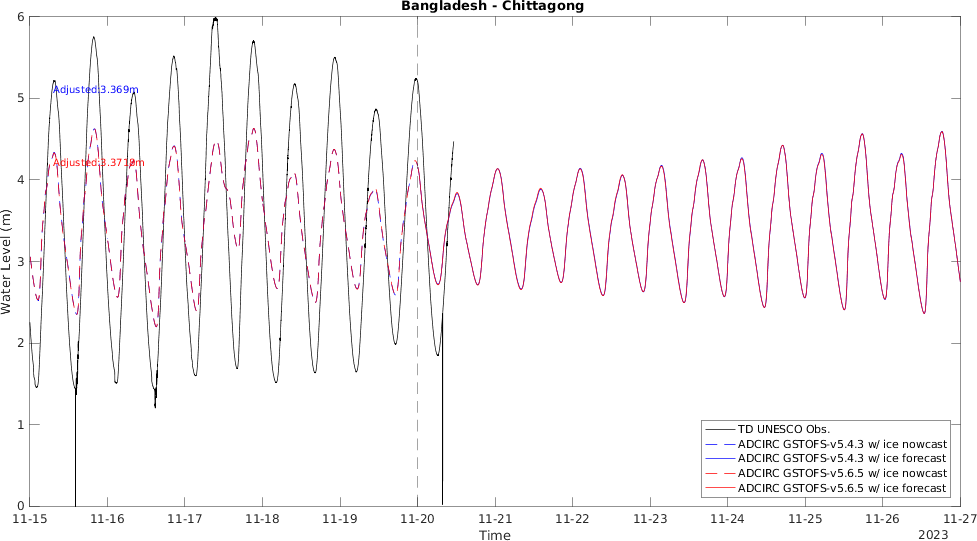 Bangladesh - Chittagong
6
5
4
3
2
1
0
Water Level (m)
Adjusted:3.369m
Adjusted:3.3719m
TD UNESCO Obs.
ADCIRC GSTOFS-v5.4.3 w/ ice nowcast
ADCIRC GSTOFS-v5.4.3 w/ ice forecast
ADCIRC GSTOFS-v5.6.5 w/ ice nowcast
ADCIRC GSTOFS-v5.6.5 w/ ice forecast
11-15 11-16 11-17 11-18 11-19 11-20 11-21 11-22 11-23 11-24 11-25 11-26 11-27
Time
2023